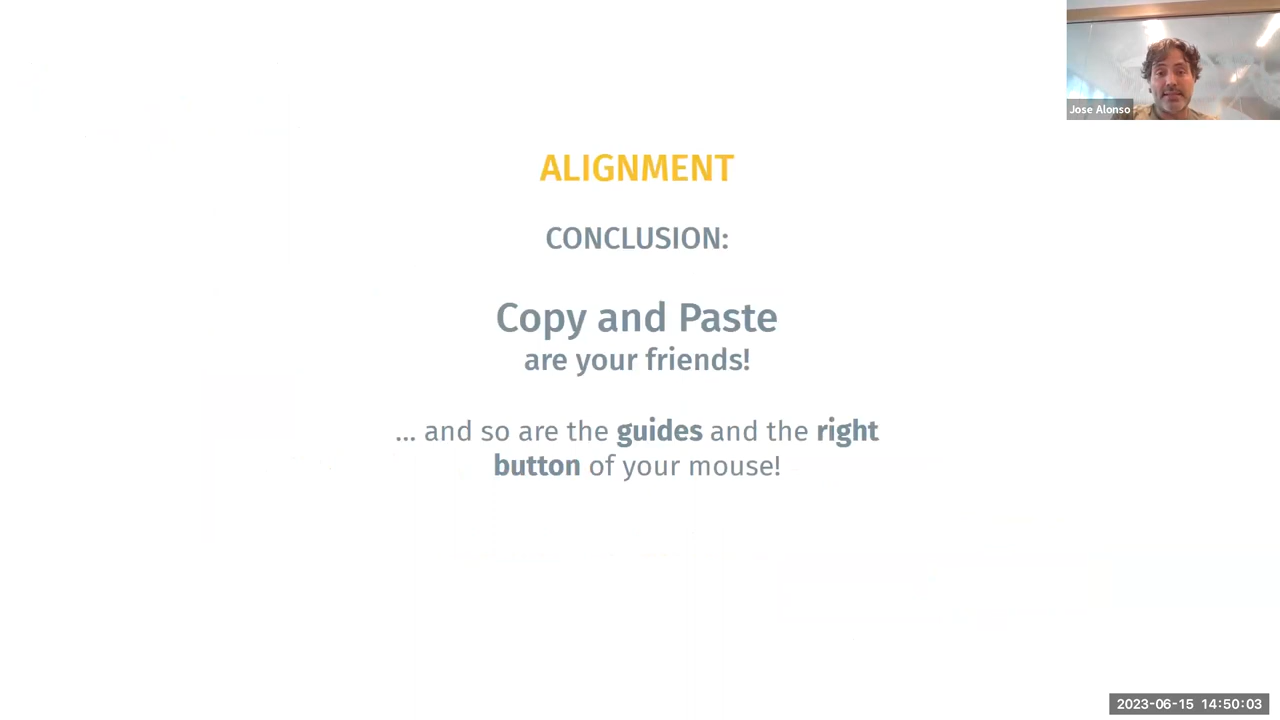 Jose Alonso
ALIGNMENT
CONCLUSION:
Copy and Paste
are your friends!
... and so are the guides and the right
button of your mouse!
2023-06-15 14:50:03